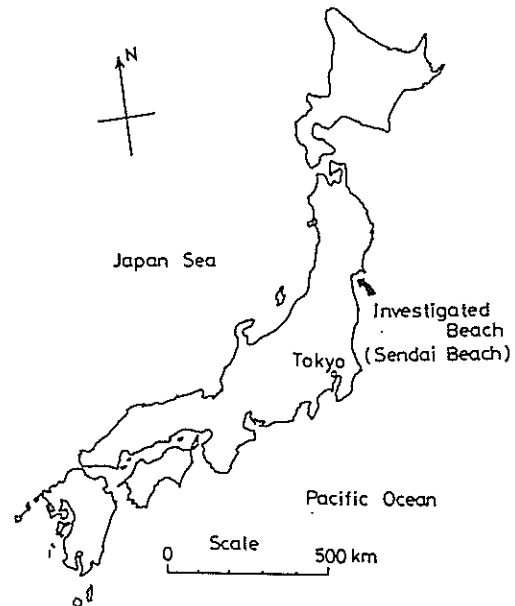 N
Japan Sea
Investigated
Beach
(Sendai Beach)
Tokyo
Pacific Ocean
0 Scale 500 km